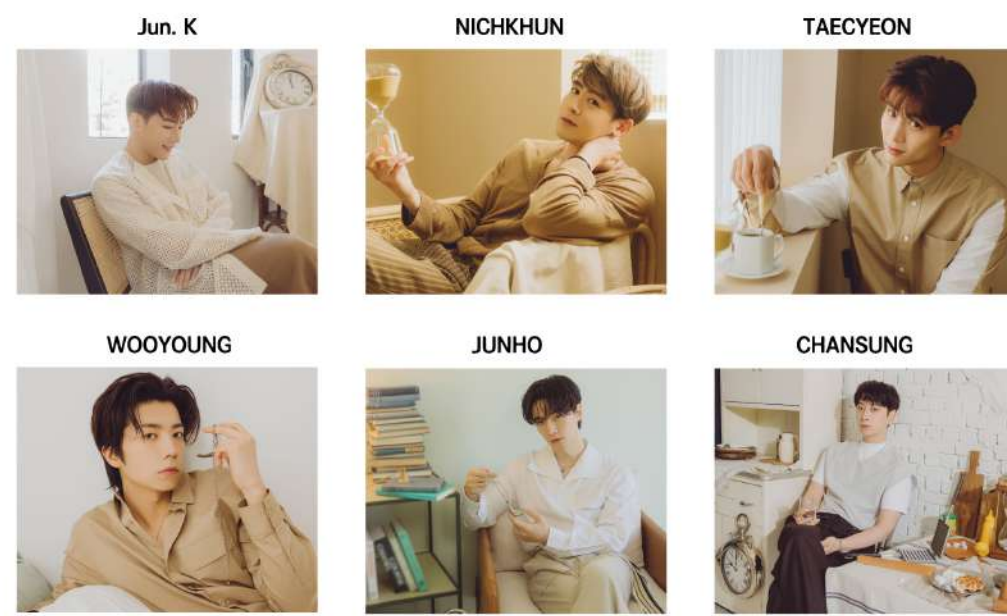 Jun. K
NICHKHUN
TAECYEON
WOOYOUNG
JUNHO
CHANSUNG